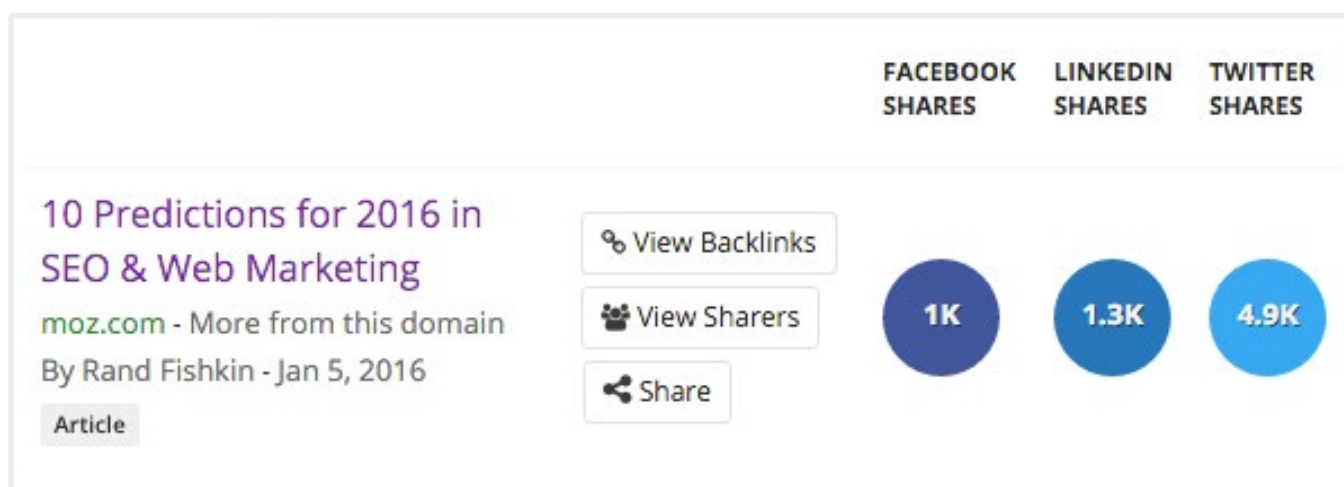 FACEBOOK SHARES
LINKEDIN SHARES
TWITTER SHARES
10 Predictions for 2016 in
SEO & Web Marketing
moz.com - More from this domain
By Rand Fishkin - Jan 5, 2016
Article
View Backlinks
View Sharers
Share
1K
1.3K
4.9K